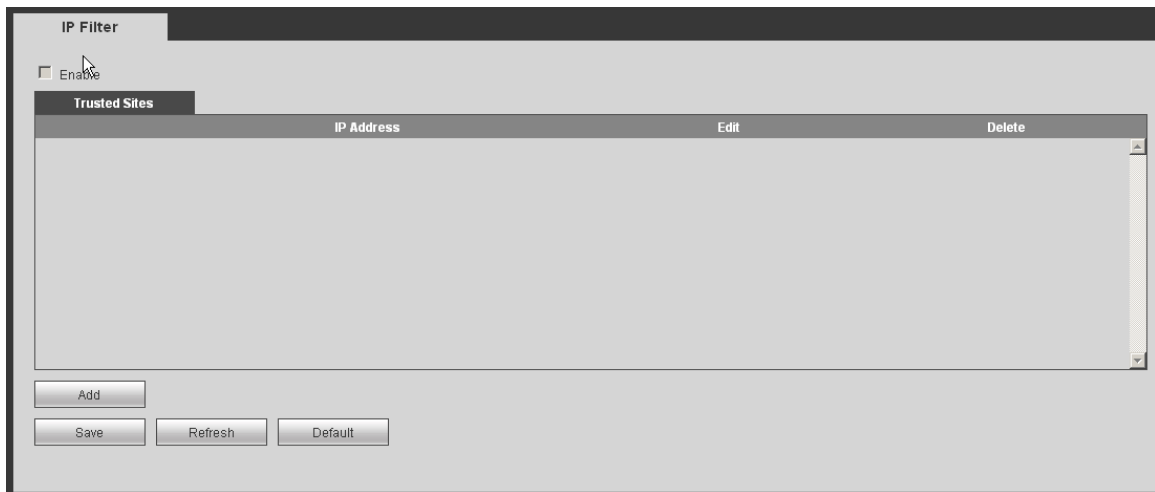 IP Filter
Enable
Trusted Sites
IP Address Edit Delete
Add
Save Refresh Default